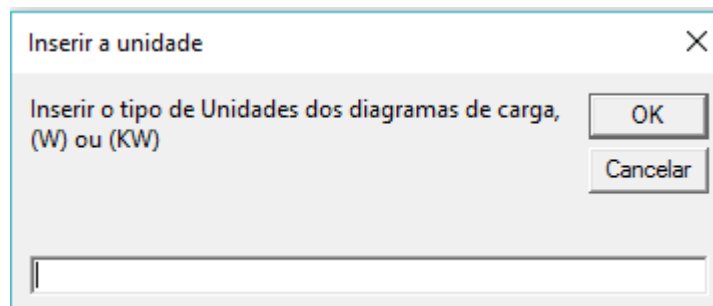 Inserir a unidade
Inserir o tipo de Unidades dos diagramas de carga,
(W) ou (KW)
OK
Cancelar